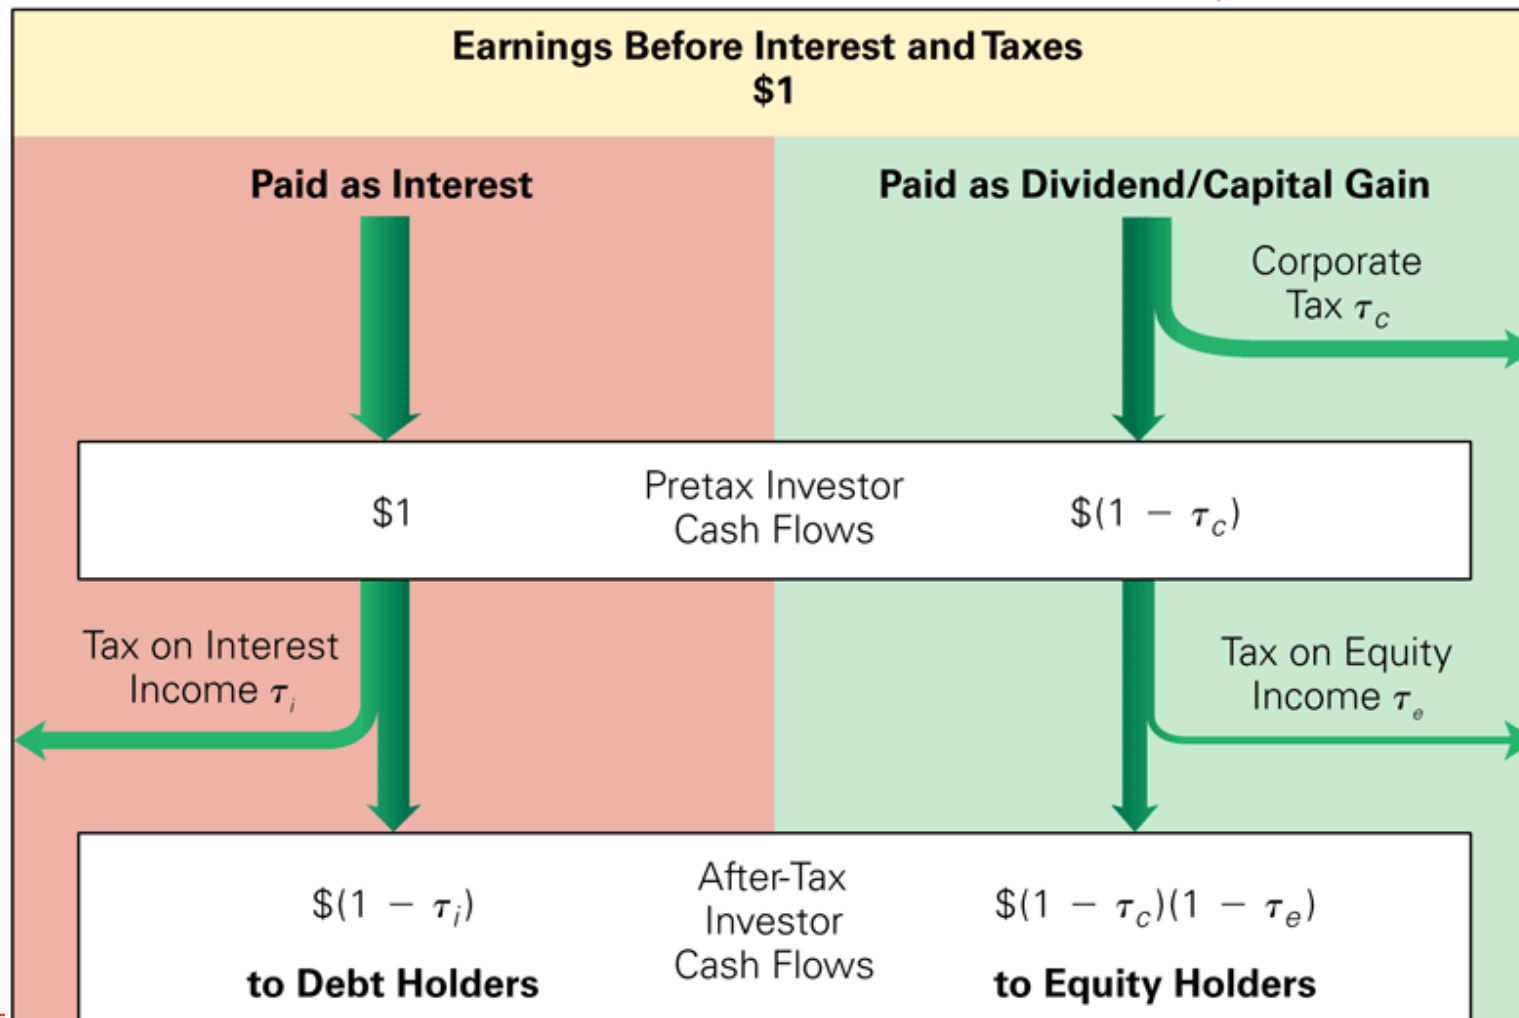 Earnings Before Interest and Taxes
$1
Paid as Interest
Paid as Dividend/Capital Gain
Corporate
Tax τc
$1
Pretax Investor
Cash Flows
$(1 − τc)
Tax on Interest
Income τi
Tax on Equity
Income τe
$(1 − τi)
to Debt Holders
After-Tax
Investor
Cash Flows
$(1 − τc)(1 − τe)
to Equity Holders